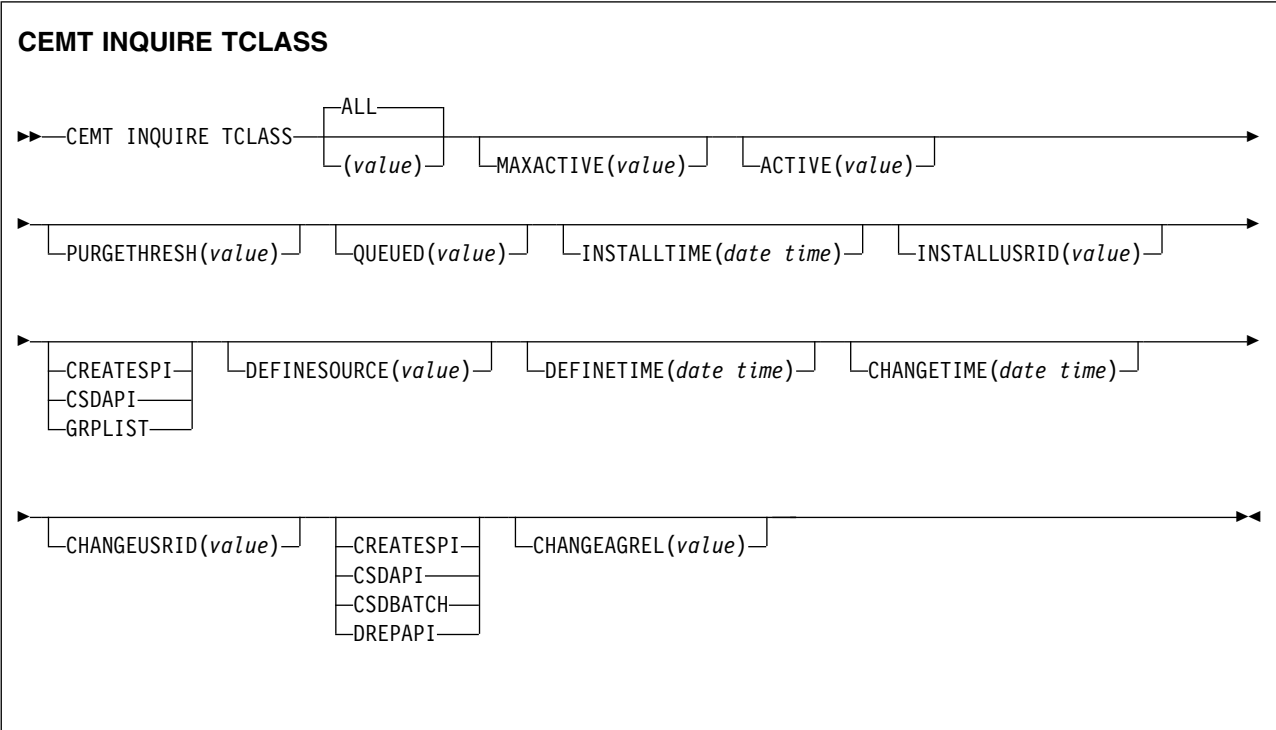 CEMT INQUIRE TCLASS
ALL
CEMT INQUIRE TCLASS
(value) MAXACTIVE(value) ACTIVE(value)
PURGETHRESH(value) QUEUED(value) INSTALLTIME(date time) INSTALLUSRID(value)
CREATESPI DEFINESOURCE(value) DEFINETIME(date time) CHANGETIME(date time)
CSDAPI
GRPLIST
CHANGEUSRID(value) CREATESPI CHANGEAGREL(value)
CSDAPI
CSDBATCH
DREPAPI